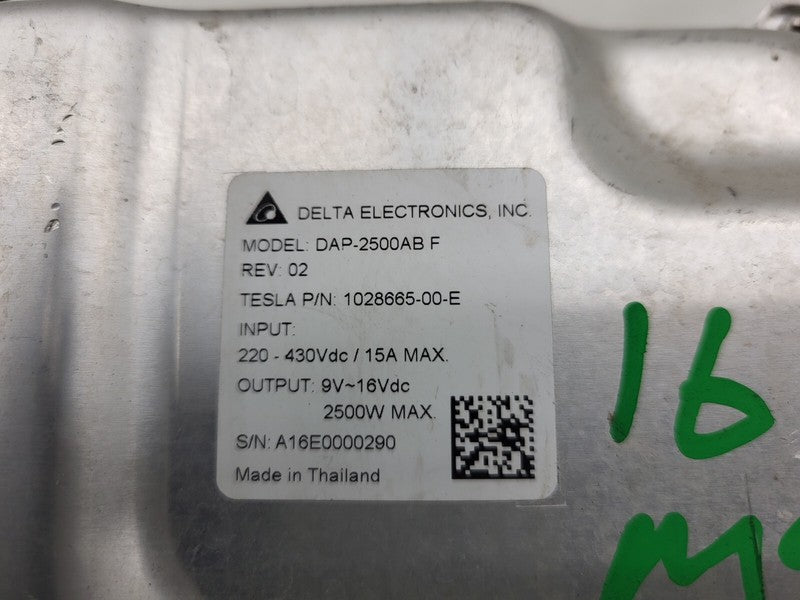 DELTA ELECTRONICS, INC.
MODEL: DAP-2500AB F
REV: 02
TESLA P/N: 1028665-00-E
INPUT:
220 - 430Vdc / 15A MAX.
OUTPUT: 9V~16Vdc
2500W MAX.
S/N: A16E0000290
Made in Thailand
16